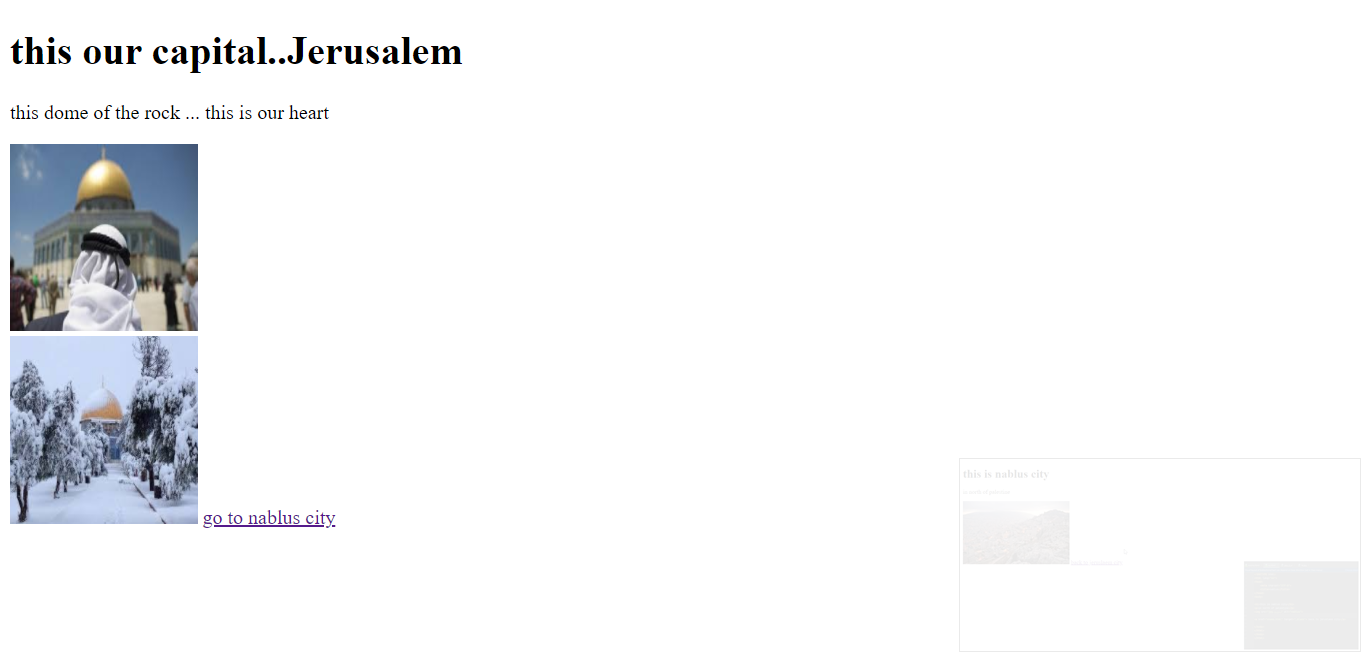 this our capital..Jerusalem
this dome of the rock ... this is our heart
go to nablus city
this is nablus city